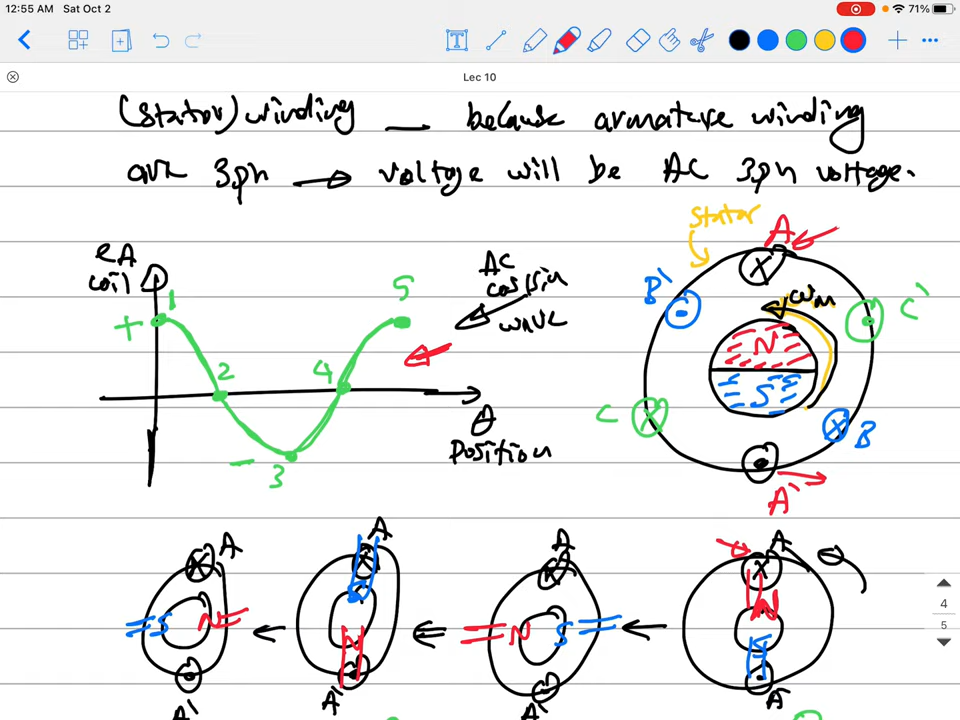 12:55 AM Sat Oct 2
71%
Lec 10
(stator) winding — because armature winding
are 3ph → voltage will be AC 3ph voltage.
eA
coil
+
1
2
3
4
5
−
AC
wave
θ
position
stator
A
B'
C'
ωm
N
S
C
B
A'
A
S N
A'
A
N
A'
A
N S
A'
A
N
S
A'
4
5